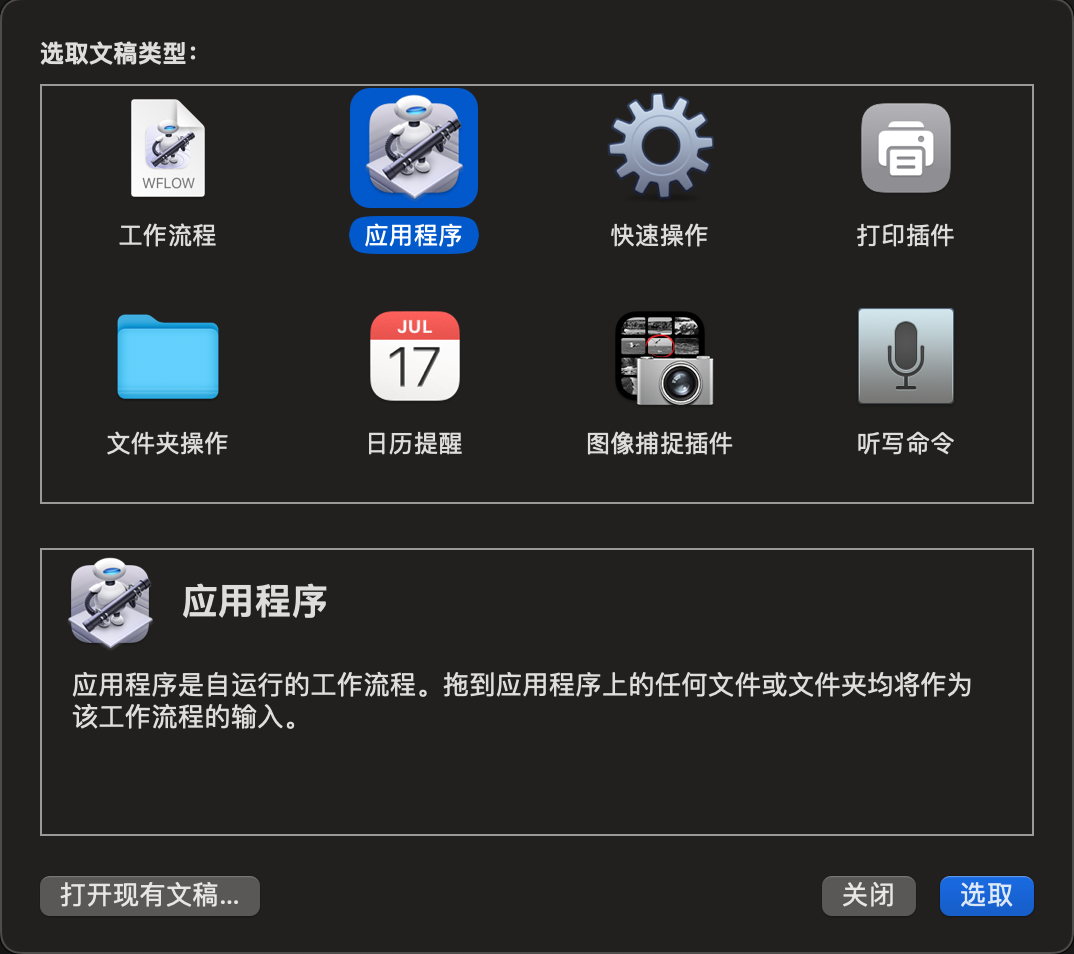 选取文稿类型：
WFLOW
工作流程
应用程序
快速操作
打印插件
JUL
17
文件夹操作
日历提醒
图像捕捉插件
听写命令
应用程序
应用程序是自运行的工作流程。拖到应用程序上的任何文件或文件夹均将作为
该工作流程的输入。
打开现有文稿...
关闭
选取